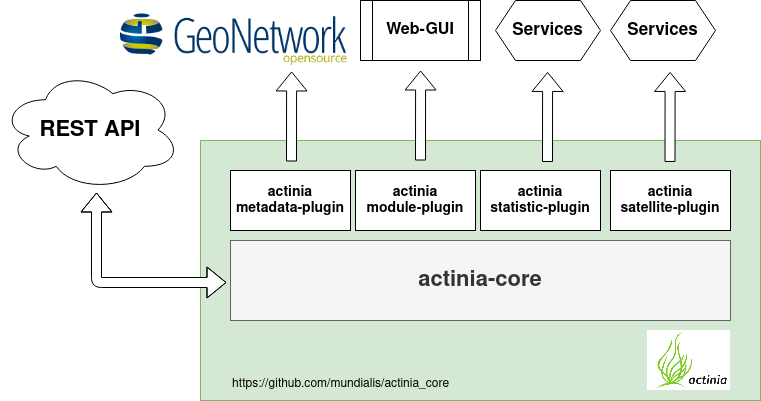 GeoNetwork
opensource
Web-GUI
Services
Services
REST API
actinia
metadata-plugin
actinia
module-plugin
actinia
statistic-plugin
actinia
satellite-plugin
actinia-core
actinia
https://github.com/mundialis/actinia_core